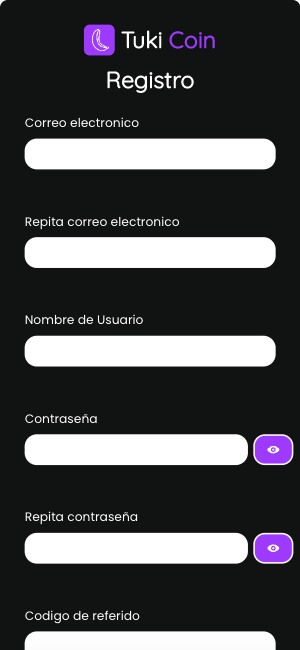 Tuki Coin
Registro
Correo electronico
Repita correo electronico
Nombre de Usuario
Contraseña
Repita contraseña
Codigo de referido